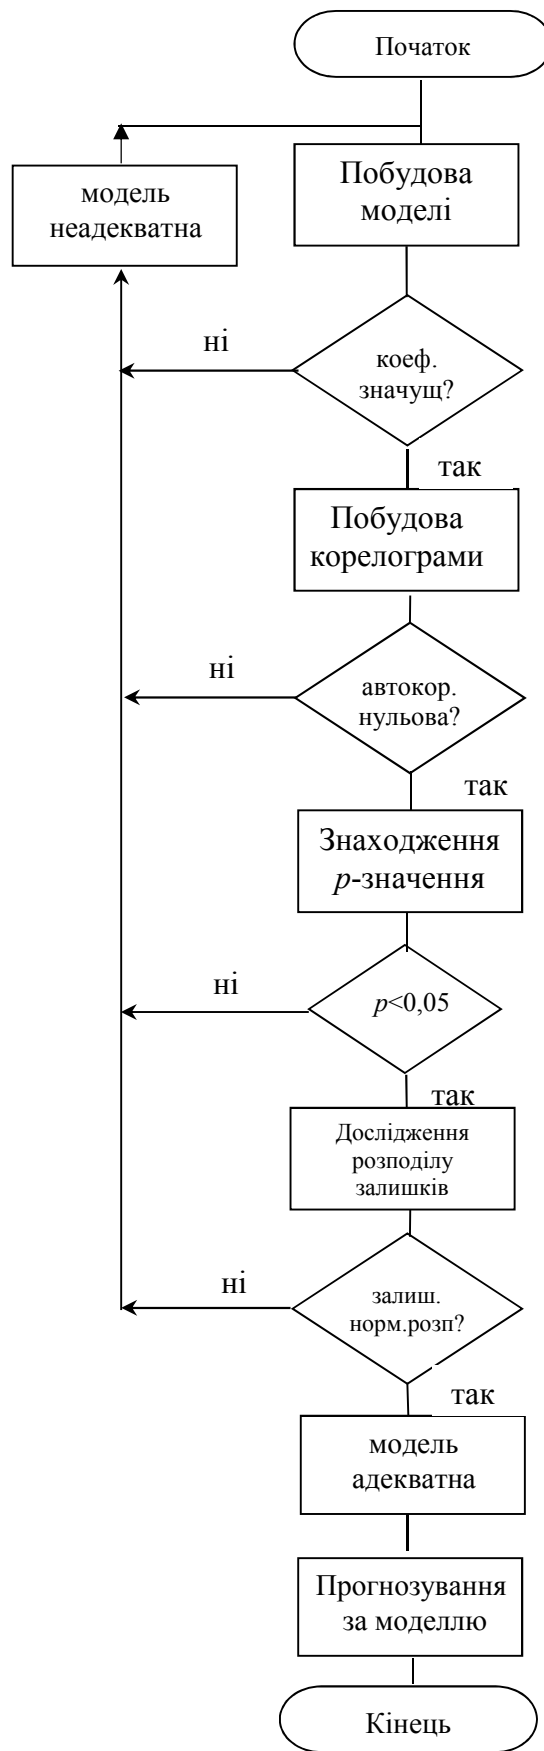 Початок
модель
неадекватна
Побудова
моделі
ні
коеф.
значущ?
так
Побудова
корелограми
ні
автокор.
нульова?
так
Знаходження
p-значення
ні
p<0,05
так
Дослідження
розподілу
залишків
ні
залиш.
норм.розп?
так
модель
адекватна
Прогнозування
за моделлю
Кінець